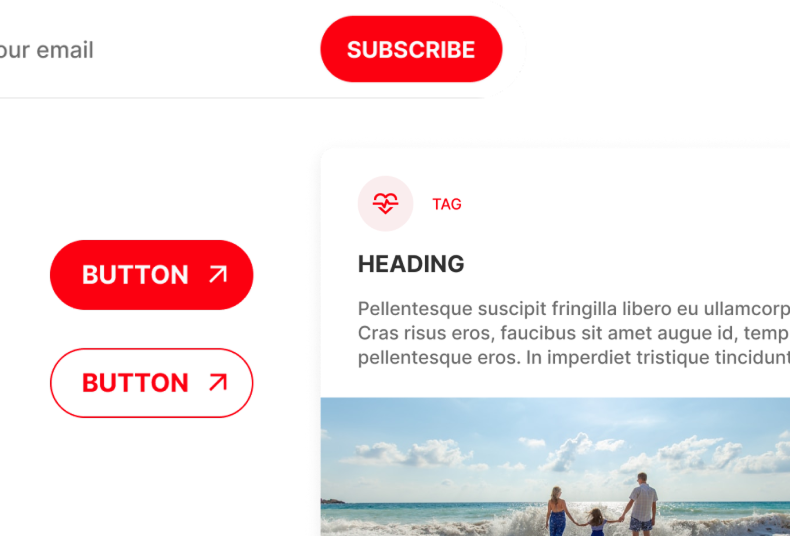 our email
SUBSCRIBE
TAG
HEADING
Pellentesque suscipit fringilla libero eu ullamcorp
Cras risus eros, faucibus sit amet augue id, temp
pellentesque eros. In imperdiet tristique tincidunt
BUTTON
BUTTON